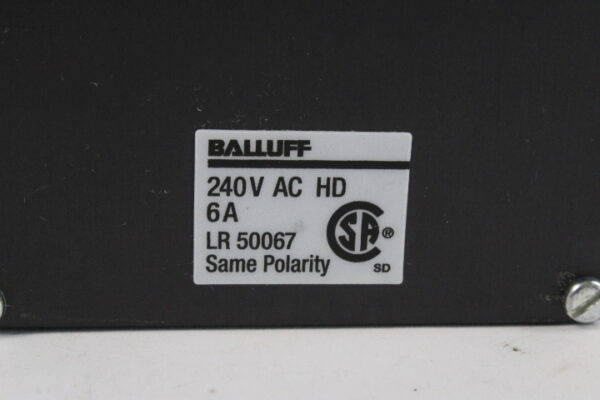 BALLUFF
240V AC HD
6A
LR 50067
Same Polarity
SA ®
SD